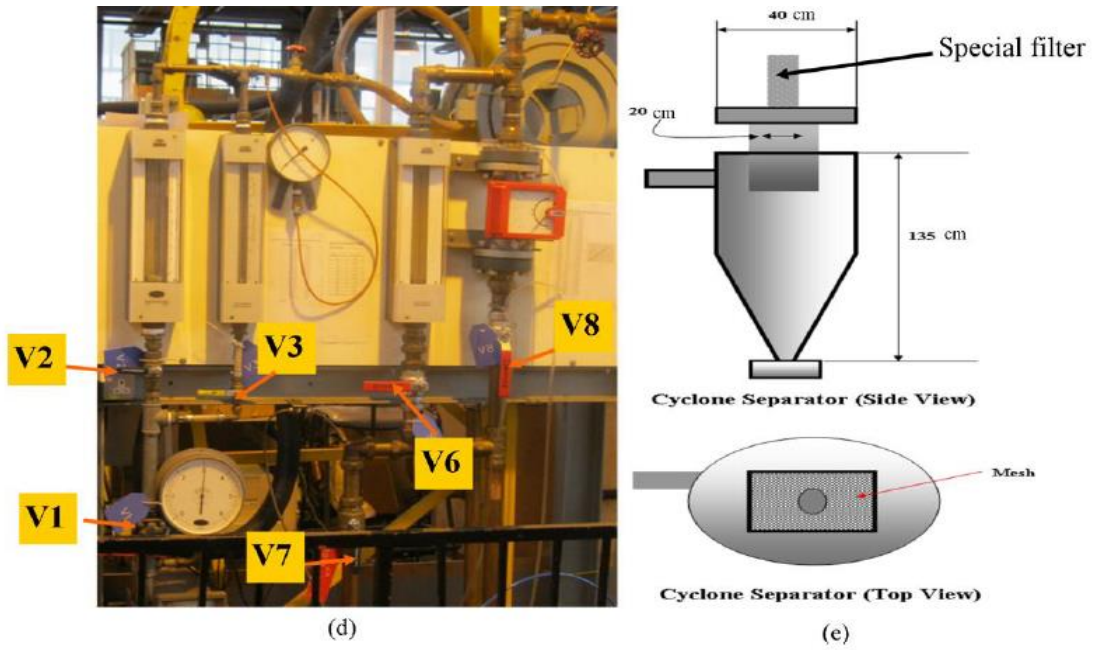 40 cm
Special filter
20 cm
135 cm
Cyclone Separator (Side View)
V2
V3
V8
V8
V6
V1
V7
Mesh
Cyclone Separator (Top View)
(d)
(e)